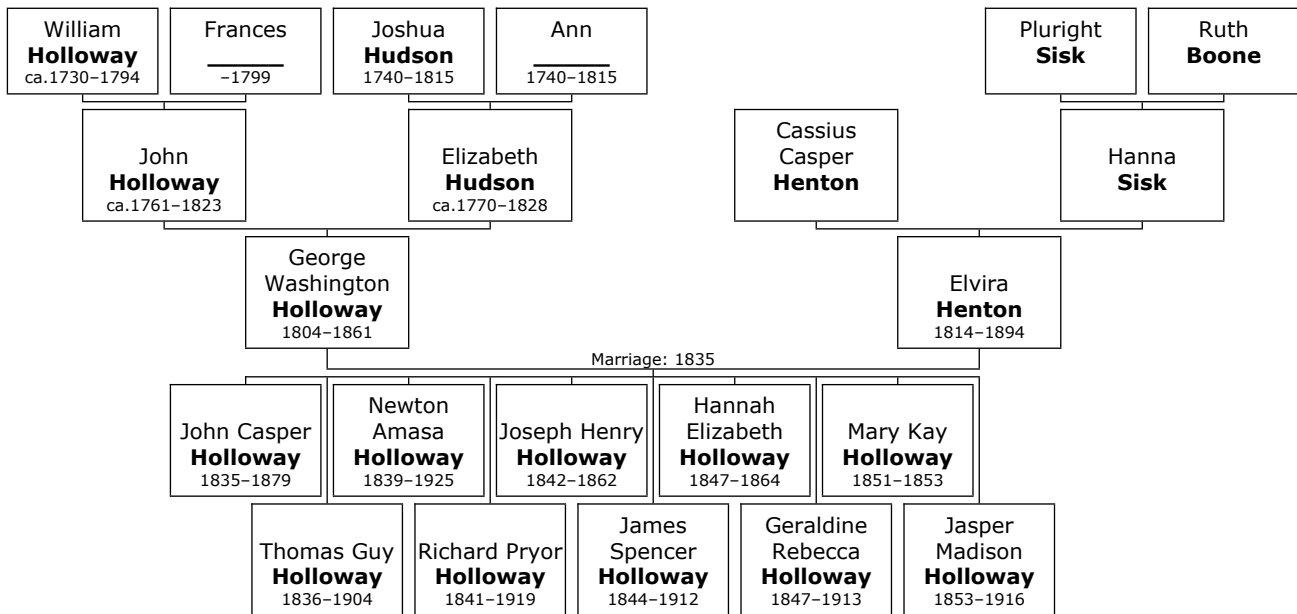 William
Holloway
ca.1730–1794
Frances
______
–1799
Joshua
Hudson
1740–1815
Ann
______
1740–1815
Pluright
Sisk
Ruth
Boone
John
Holloway
ca.1761–1823
Elizabeth
Hudson
ca.1770–1828
Cassius
Casper
Henton
Hanna
Sisk
George
Washington
Holloway
1804–1861
Elvira
Henton
1814–1894
Marriage: 1835
John Casper
Holloway
1835–1879
Newton
Amasa
Holloway
1839–1925
Joseph Henry
Holloway
1842–1862
Hannah
Elizabeth
Holloway
1847–1864
Mary Kay
Holloway
1851–1853
Thomas Guy
Holloway
1836–1904
Richard Pryor
Holloway
1841–1919
James
Spencer
Holloway
1844–1912
Geraldine
Rebecca
Holloway
1847–1913
Jasper
Madison
Holloway
1853–1916